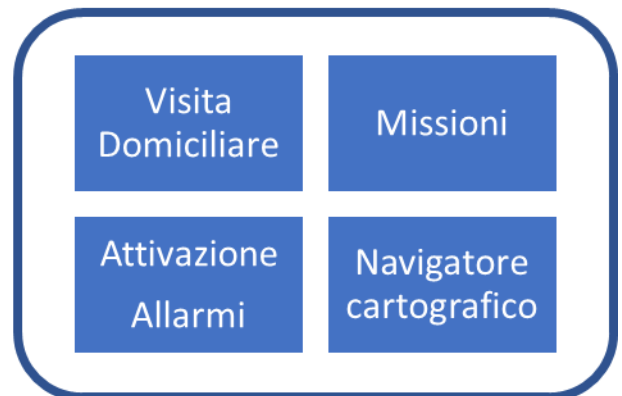 Visita
Domiciliare
Missioni
Attivazione
Allarmi
Navigatore
cartografico